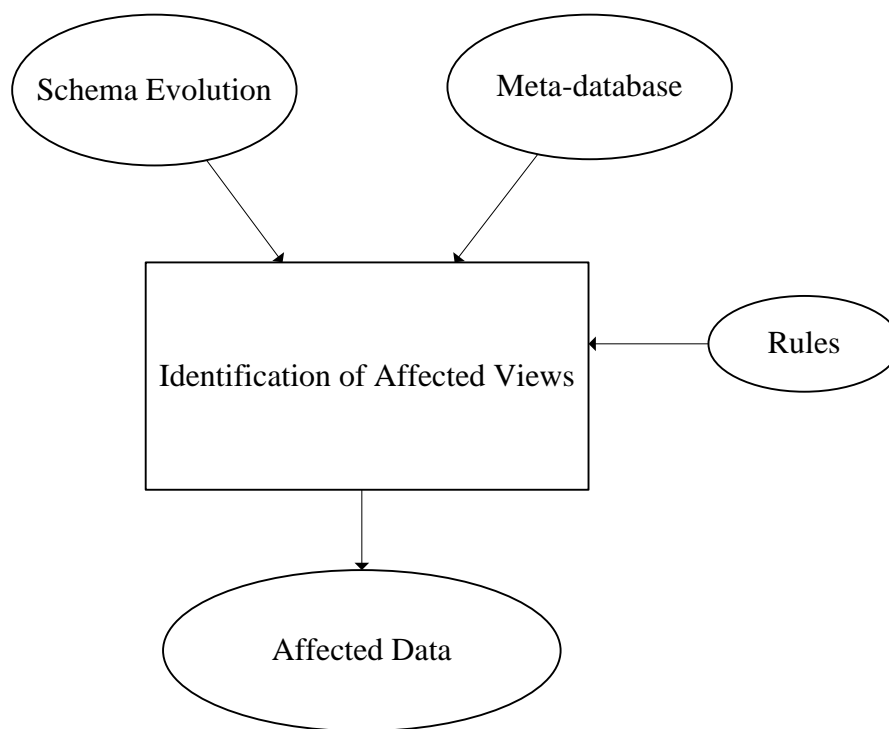 Schema Evolution
Meta-database
Rules
Identification of Affected Views
Affected Data